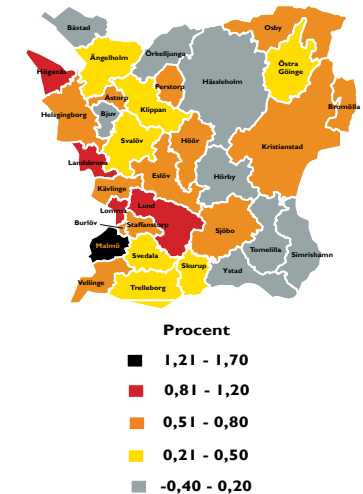 Båstad
Osby
Örkelljunga
Ängelholm
Östra
Göinge
Höganäs
Hässleholm
Perstorp
Åstorp
Bromölla
Klippan
Helsgingborg
Bjuv
Svalöv
Höör
Kristianstad
Landskrona
Eslöv
Hörby
Kävlinge
Lomma
Lund
Burlöv
Staffanstorp
Sjöbo
Malmö
Tomelilla
Svedala
Simrishamn
Skurup
Ystad
Vellinge
Trelleborg
Procent
1,21 - 1,70
0,81 - 1,20
0,51 - 0,80
0,21 - 0,50
-0,40 - 0,20